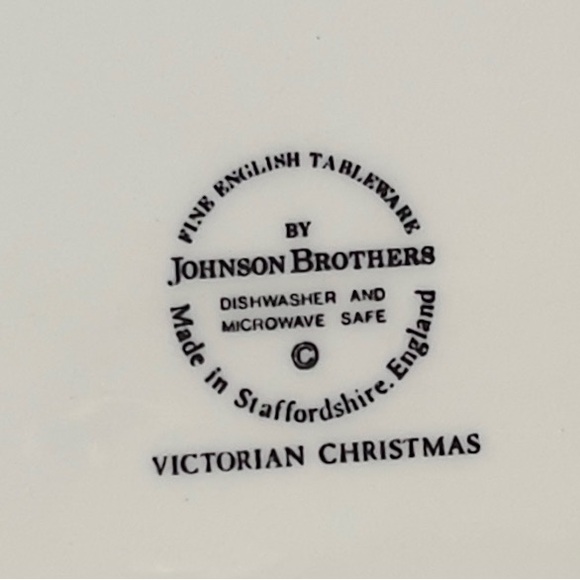 FINE ENGLISH TABLEWARE
BY
JOHNSON BROTHERS
DISHWASHER AND
MICROWAVE SAFE
©
Made in Staffordshire. England
VICTORIAN CHRISTMAS